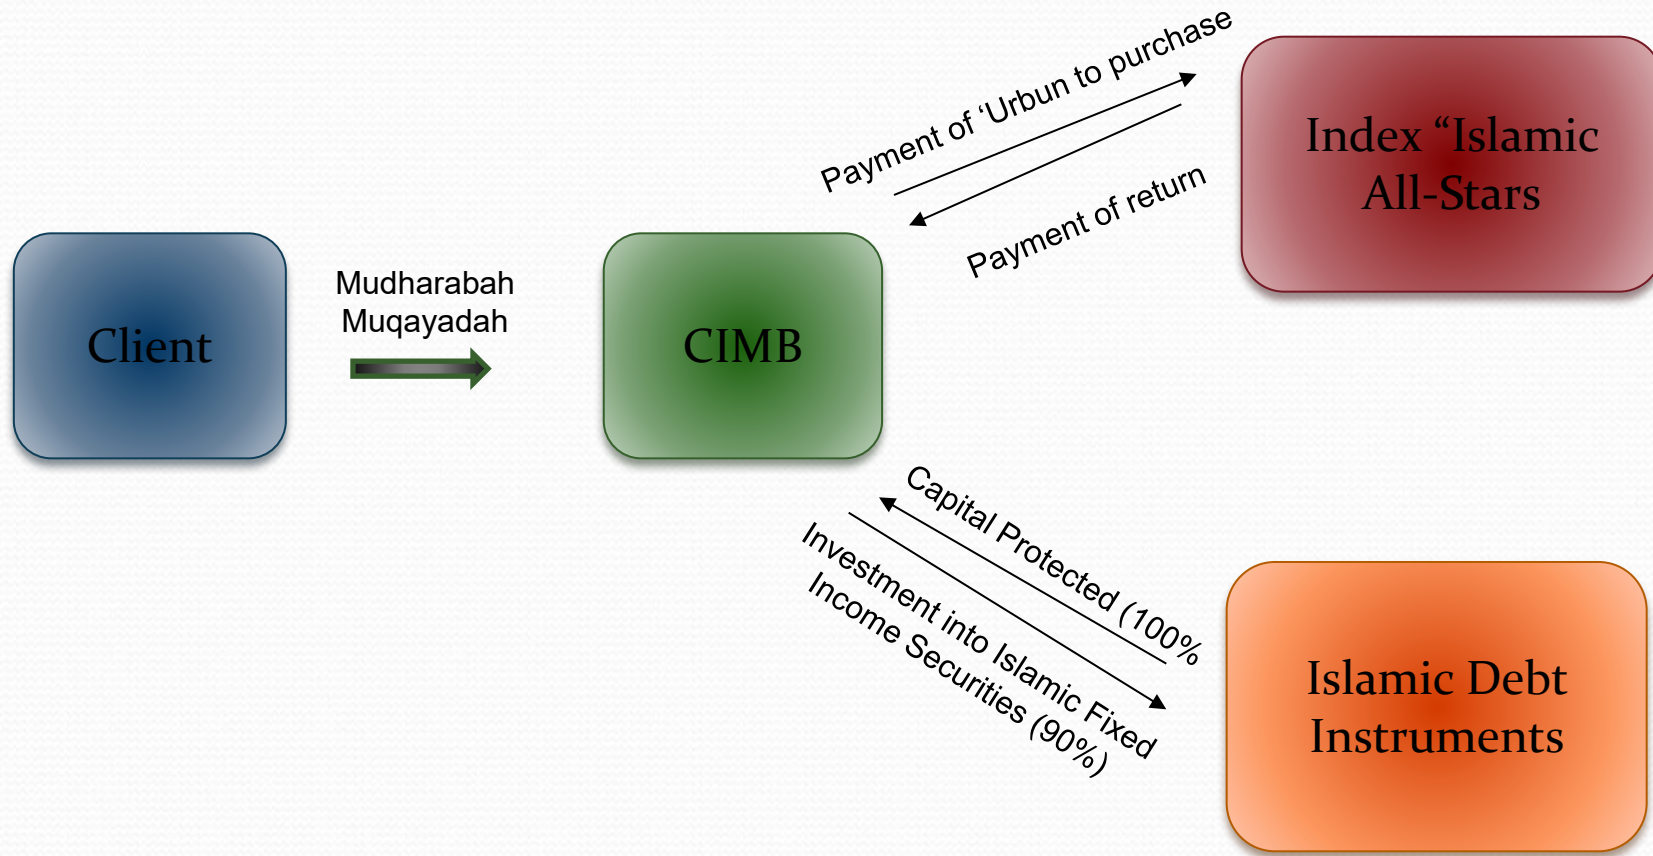 Payment of ‘Urbun to purchase
Index “Islamic
All-Stars
Payment of return
Client
Mudharabah
Muqayadah
CIMB
Capital Protected (100%
Investment into Islamic Fixed
Income Securities (90%)
Islamic Debt
Instruments